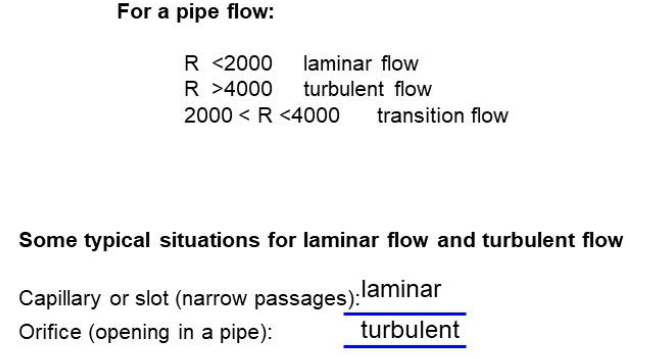 For a pipe flow:
R <2000 laminar flow
R >4000 turbulent flow
2000 < R <4000 transition flow
Some typical situations for laminar flow and turbulent flow
Capillary or slot (narrow passages): laminar
Orifice (opening in a pipe): turbulent